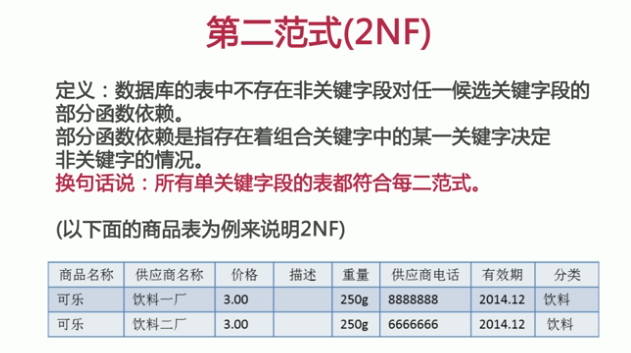 第二范式(2NF)
定义：数据库的表中不存在非关键字段对任一候选关键字段的
部分函数依赖。
部分函数依赖是指存在着组合关键字中的某一关键字决定
非关键字的情况。
换句话说：所有单关键字段的表都符合每二范式。
(以下面的商品表为例来说明2NF)
商品名称 供应商名称 价格 描述 重量 供应商电话 有效期 分类
可乐 饮料一厂 3.00 250g 8888888 2014.12 饮料
可乐 饮料二厂 3.00 250g 6666666 2014.12 饮料